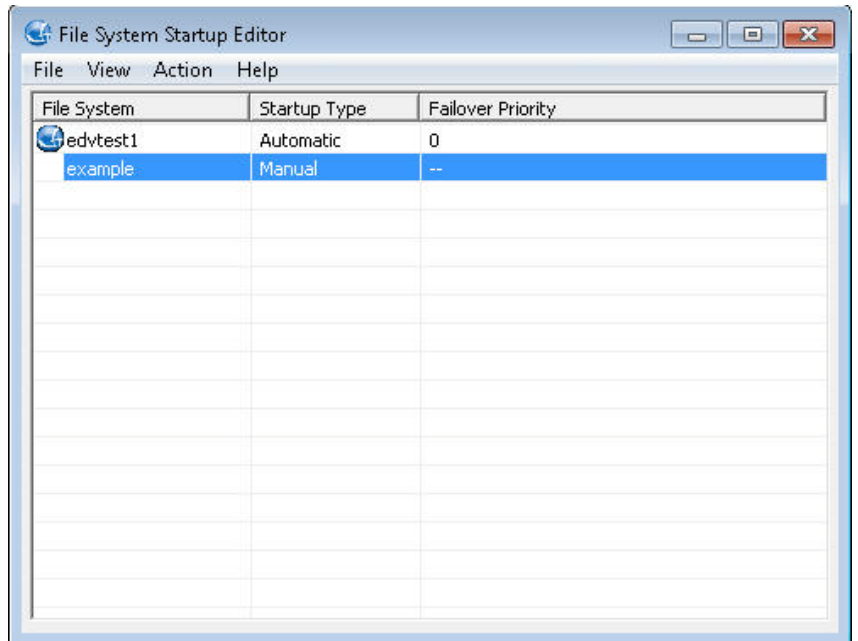 File System Startup Editor
File View Action Help
File System Startup Type Failover Priority
edvtest1 Automatic 0
example Manual --